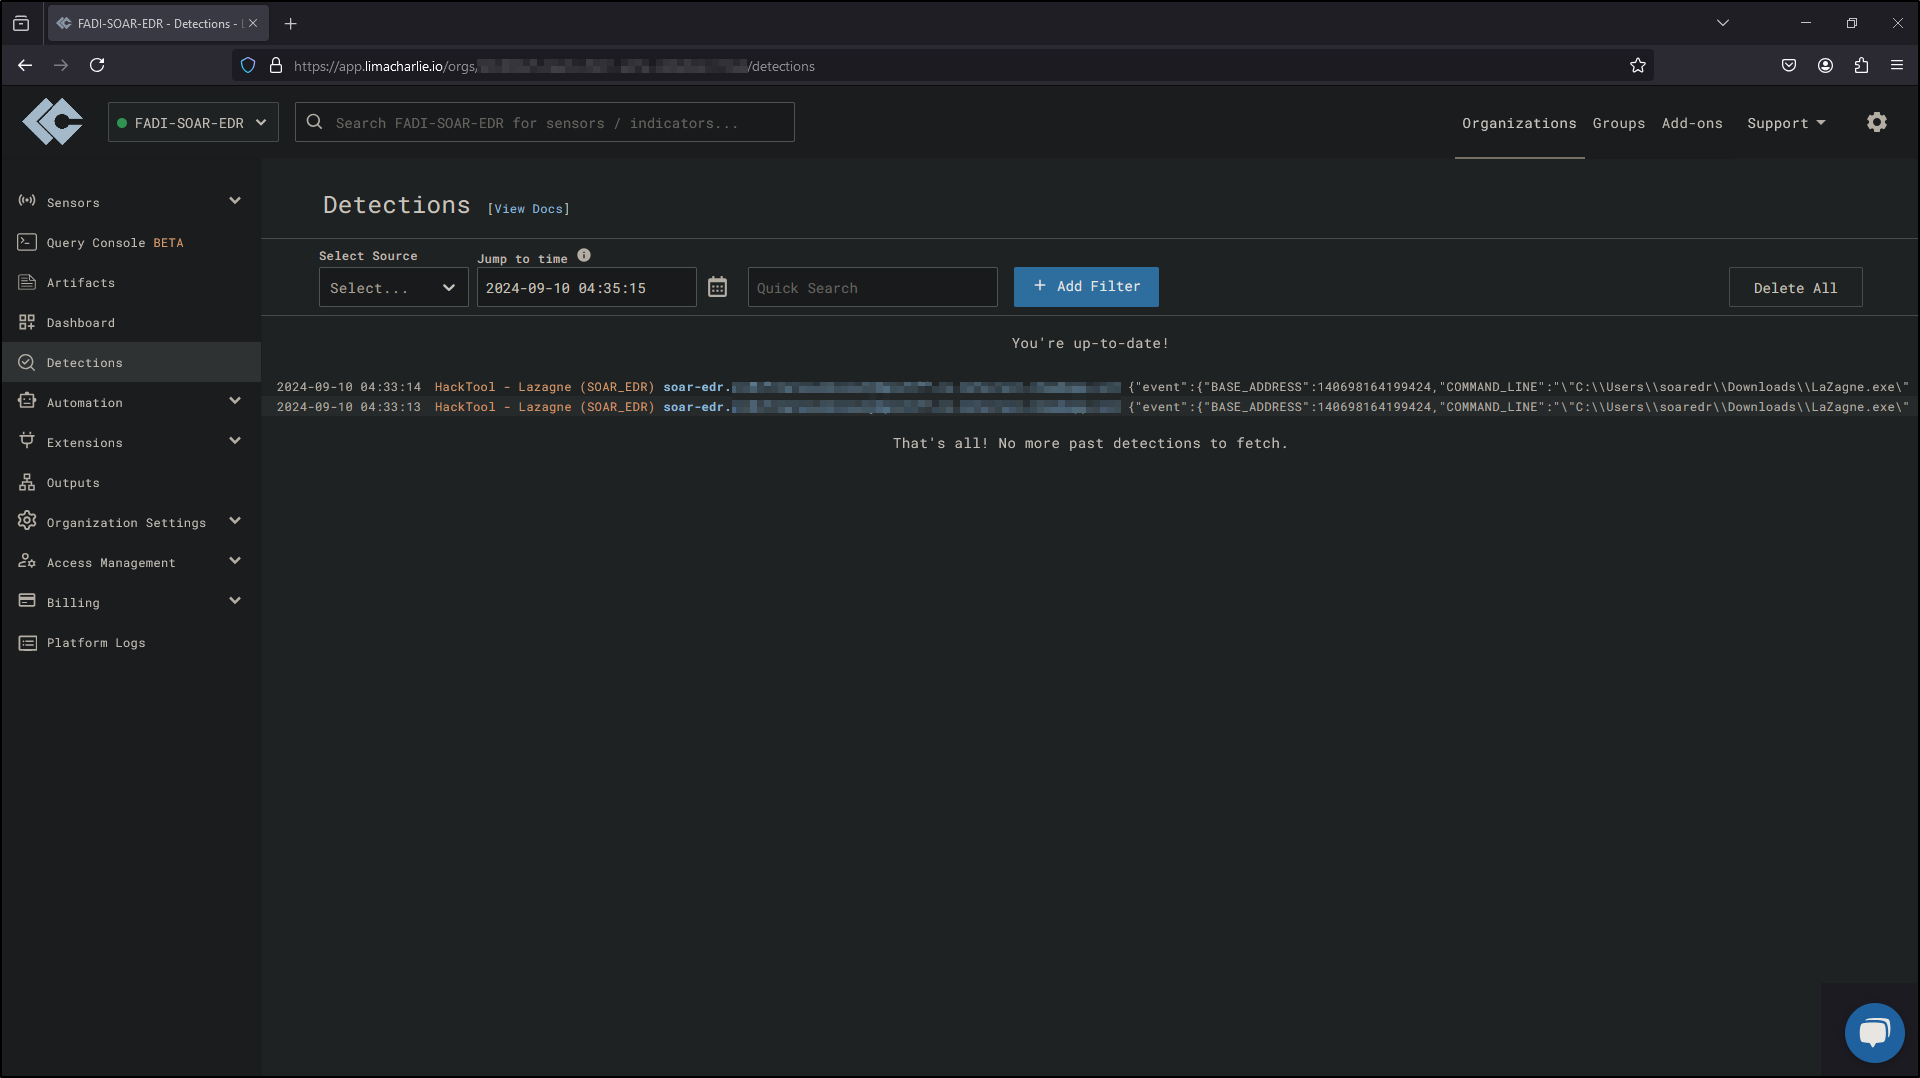 FADI-SOAR-EDR - Detections -
https://app.limacharlie.io/orgs/
/detections
FADI-SOAR-EDR
Search FADI-SOAR-EDR for sensors / indicators...
Organizations
Groups
Add-ons
Support
Sensors
Query Console BETA
Artifacts
Dashboard
Detections
Automation
Extensions
Outputs
Organization Settings
Access Management
Billing
Platform Logs
Detections [View Docs]
Select Source
Jump to time
Select...
2024-09-10 04:35:15
Quick Search
+ Add Filter
Delete All
You're up-to-date!
2024-09-10 04:33:14 HackTool - Lazagne (SOAR_EDR) soar-edr. {"event":{"BASE_ADDRESS":140698164199424,"COMMAND_LINE":"\"C:\\Users\\soaredr\\Downloads\\LaZagne.exe\"
2024-09-10 04:33:13 HackTool - Lazagne (SOAR_EDR) soar-edr. {"event":{"BASE_ADDRESS":140698164199424,"COMMAND_LINE":"\"C:\\Users\\soaredr\\Downloads\\LaZagne.exe\"
That's all! No more past detections to fetch.